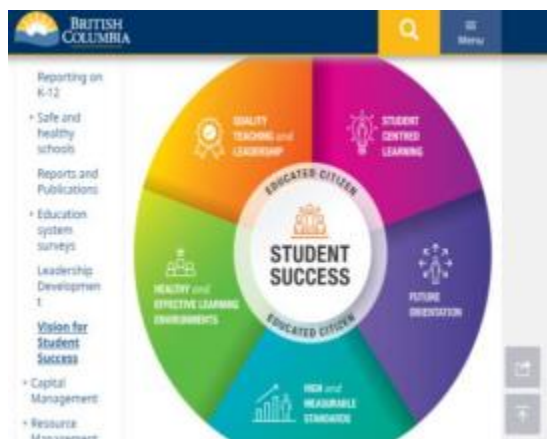 BRITISH
COLUMBIA
Menu
Reporting on
K-12
Safe and
healthy
schools
Reports and
Publications
Education
system
surveys
Leadership
Developmen
t
Vision for
Student
Success
Capital
Management
Resource
Management
QUALITY
TEACHING and
LEADERSHIP
STUDENT
CENTRED
LEARNING
EDUCATED CITIZEN
STUDENT
SUCCESS
EDUCATED CITIZEN
HEALTHY and
EFFECTIVE LEARNING
ENVIRONMENTS
FUTURE
ORIENTATION
HIGH and
MEASURABLE
STANDARDS